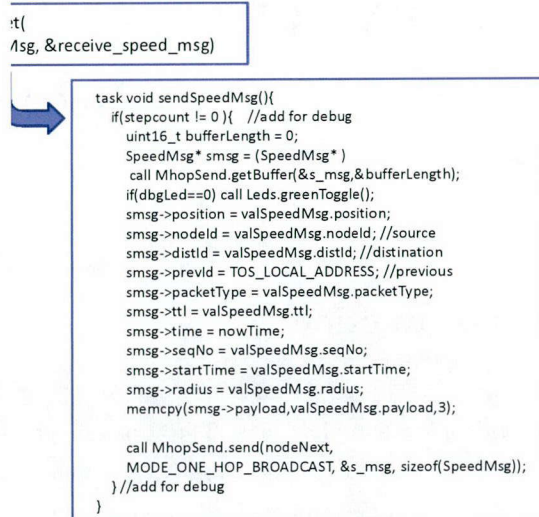 et(
Msg, &receive_speed_msg)
task void sendSpeedMsg(){
if(stepcount != 0 ){ //add for debug
uint16_t bufferLength = 0;
SpeedMsg* smsg = (SpeedMsg* )
call MhopSend.getBuffer(&s_msg,&bufferLength);
if(dbgLed==0) call Leds.greenToggle();
smsg->position = valSpeedMsg.position;
smsg->nodeId = valSpeedMsg.nodeId; //source
smsg->distId = valSpeedMsg.distId; //distination
smsg->prevId = TOS_LOCAL_ADDRESS; //previous
smsg->packetType = valSpeedMsg.packetType;
smsg->ttl = valSpeedMsg.ttl;
smsg->time = nowTime;
smsg->seqNo = valSpeedMsg.seqNo;
smsg->startTime = valSpeedMsg.startTime;
smsg->radius = valSpeedMsg.radius;
memcpy(smsg->payload,valSpeedMsg.payload,3);
call MhopSend.send(nodeNext,
MODE_ONE_HOP_BROADCAST, &s_msg, sizeof(SpeedMsg));
} //add for debug
}